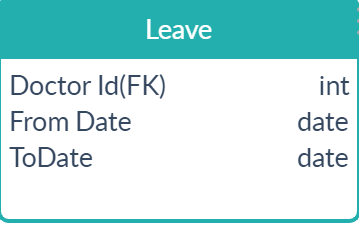 Leave
Doctor Id(FK) int
From Date date
ToDate date